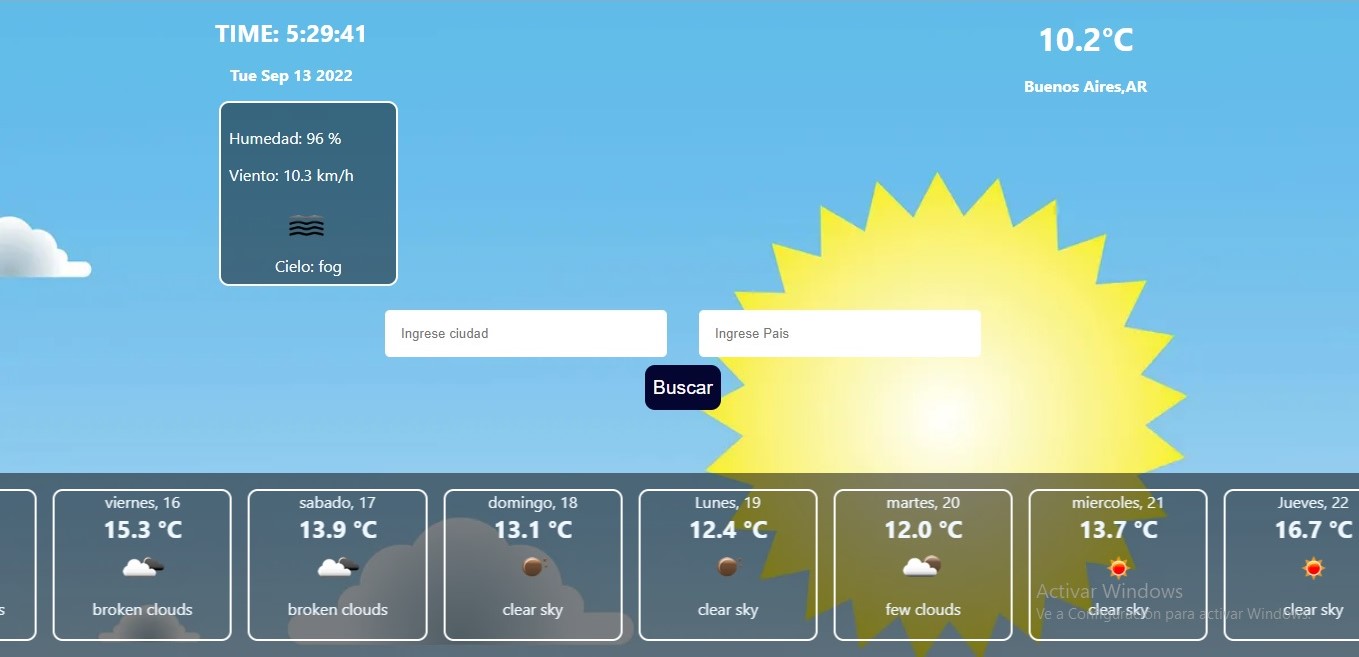 TIME: 5:29:41
Tue Sep 13 2022
10.2°C
Buenos Aires,AR
Humedad: 96 %
Viento: 10.3 km/h
Cielo: fog
Ingrese ciudad
Ingrese Pais
Buscar
s
viernes, 16
15.3 °C
broken clouds
sabado, 17
13.9 °C
broken clouds
domingo, 18
13.1 °C
clear sky
Lunes, 19
12.4 °C
clear sky
martes, 20
12.0 °C
few clouds
miercoles, 21
13.7 °C
clear sky
Jueves, 22
16.7 °C
clear sky
Activar Windows
Ve a Configuración para activar Windows.